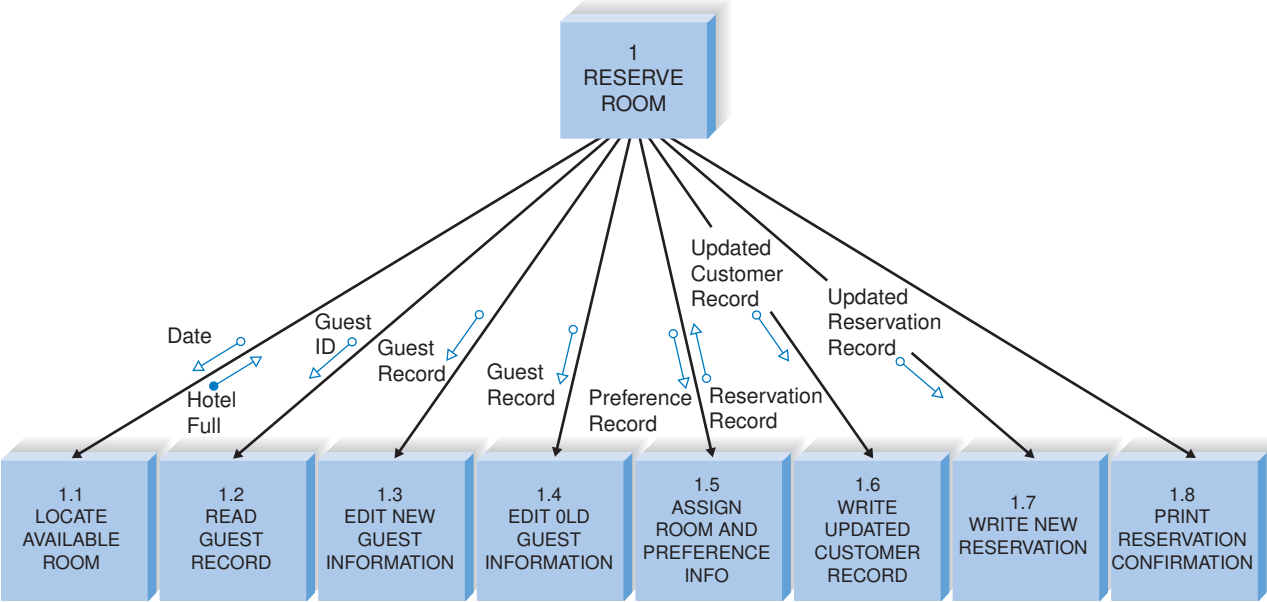 1
RESERVE
ROOM
Updated
Customer
Record
Updated
Reservation
Record
Date
Guest
ID
Guest
Record
Guest
Record
Preference
Record
Reservation
Record
Hotel
Full
1.1
LOCATE
AVAILABLE
ROOM
1.2
READ
GUEST
RECORD
1.3
EDIT NEW
GUEST
INFORMATION
1.4
EDIT 0LD
GUEST
INFORMATION
1.5
ASSIGN
ROOM AND
PREFERENCE
INFO
1.6
WRITE
UPDATED
CUSTOMER
RECORD
1.7
WRITE NEW
RESERVATION
1.8
PRINT
RESERVATION
CONFIRMATION